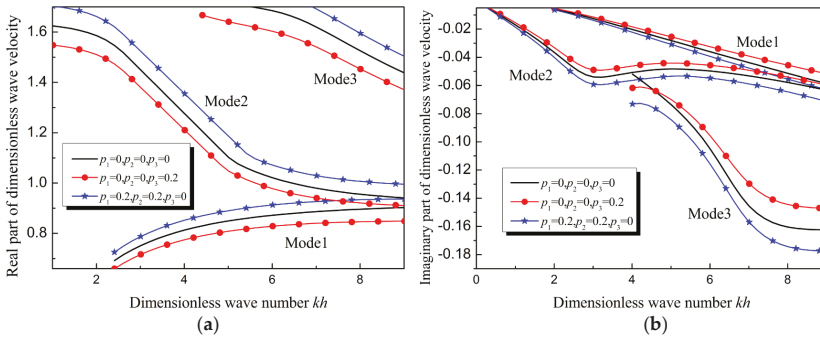 Real part of dimensionless wave velocity
1.6
1.4
1.2
1.0
0.8
2
4
6
8
Mode3
Mode2
Mode1
p₁=0,p₂=0,p₃=0
p₁=0,p₂=0,p₃=0.2
p₁=0.2,p₂=0.2,p₃=0
Dimensionless wave number kh
(a)
Imaginary part of dimensionless wave velocity
-0.00
-0.02
-0.04
-0.06
-0.08
-0.10
-0.12
-0.14
-0.16
-0.18
0
2
4
6
8
Mode1
Mode2
Mode3
p₁=0,p₂=0,p₃=0
p₁=0,p₂=0,p₃=0.2
p₁=0.2,p₂=0.2,p₃=0
Dimensionless wave number kh
(b)